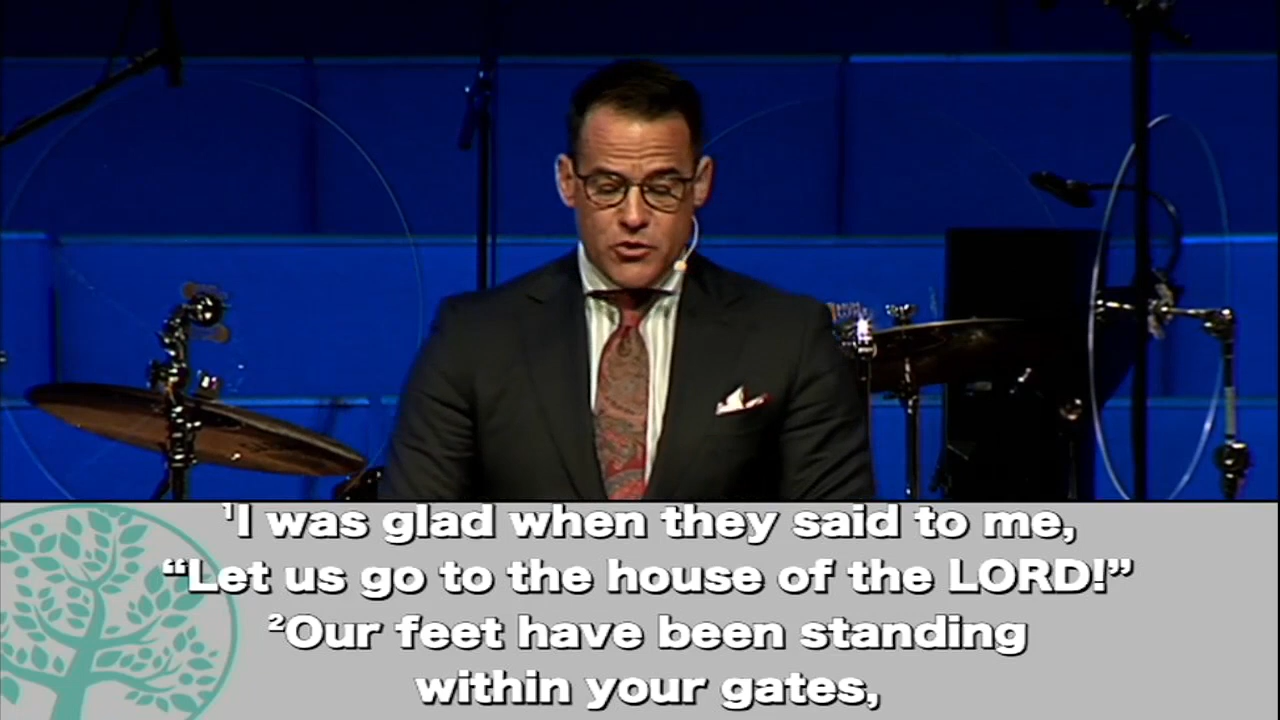 ¹I was glad when they said to me,
“Let us go to the house of the LORD!”
²Our feet have been standing
within your gates,